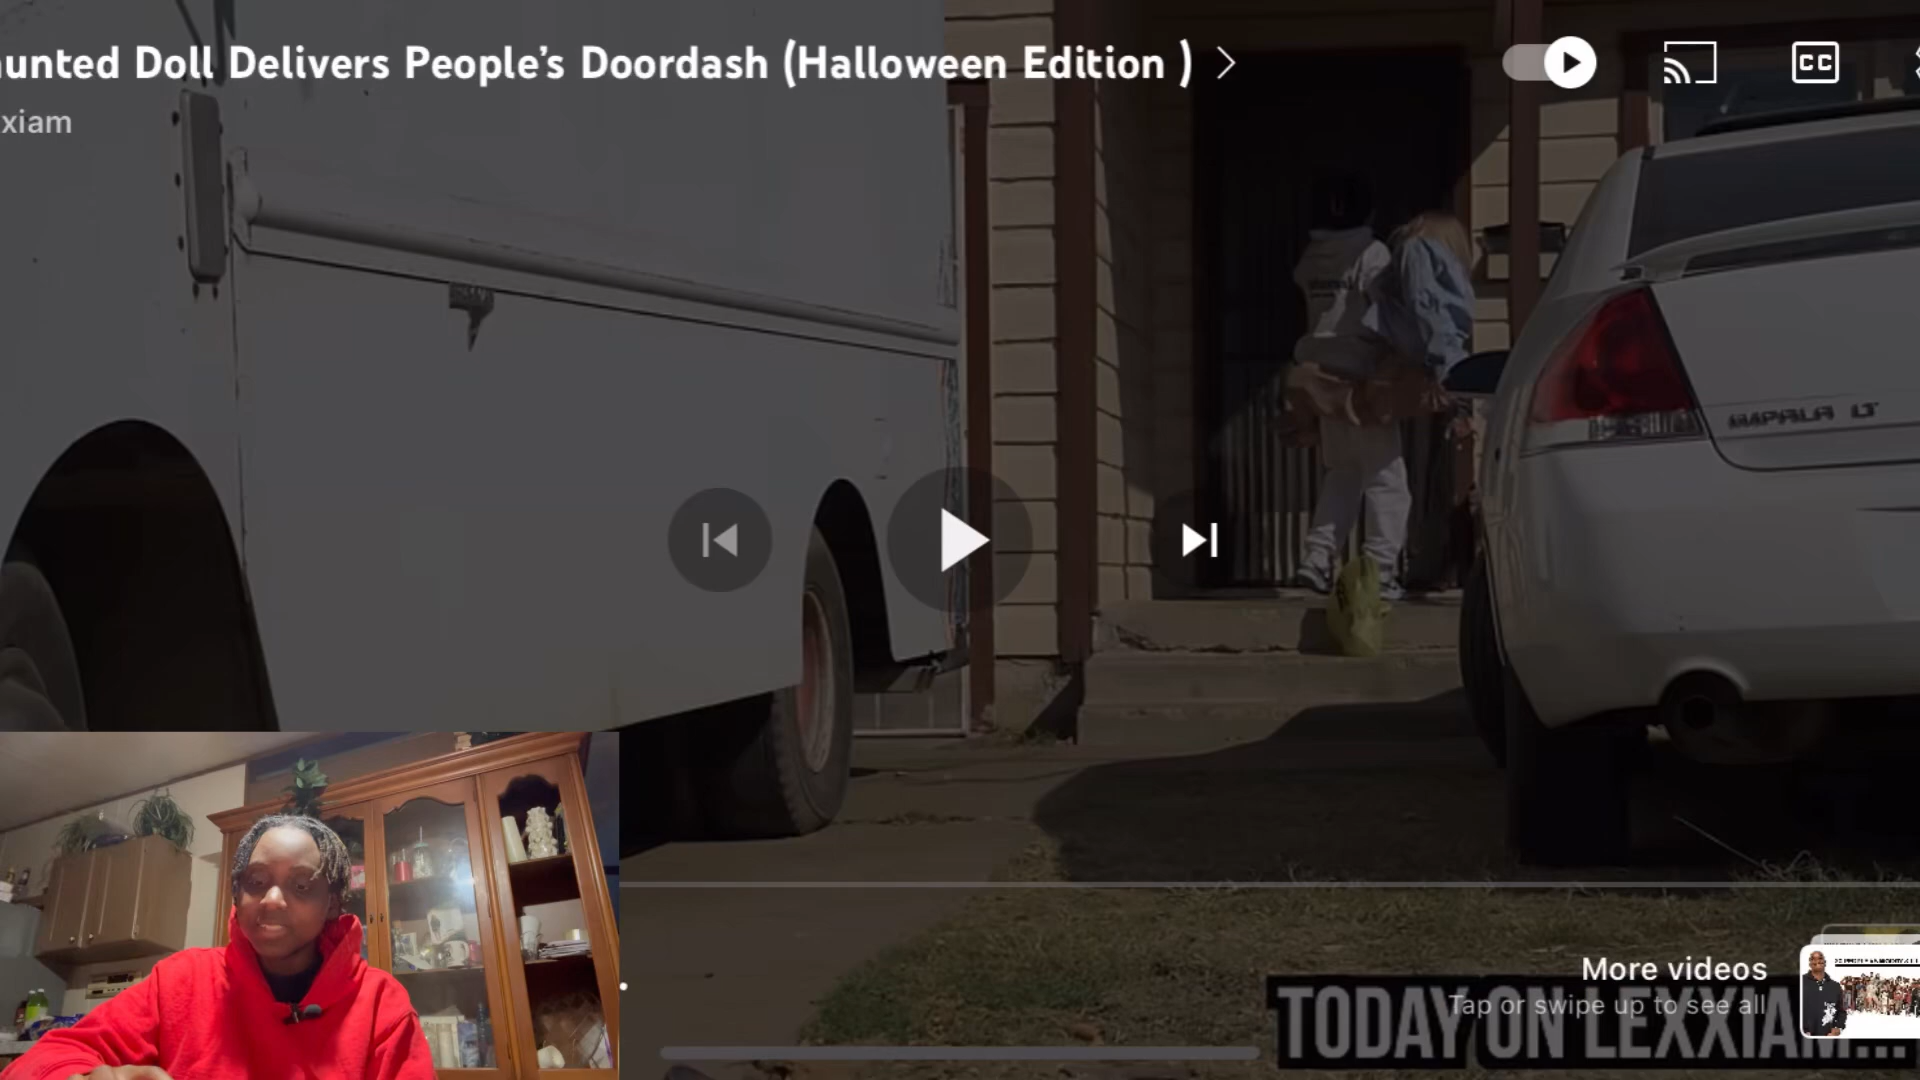 unted Doll Delivers People's Doordash (Halloween Edition )
xiam
CC
IMPALA LT
More videos
Tap or swipe up to see all
TODAY ON LEXXIAM...